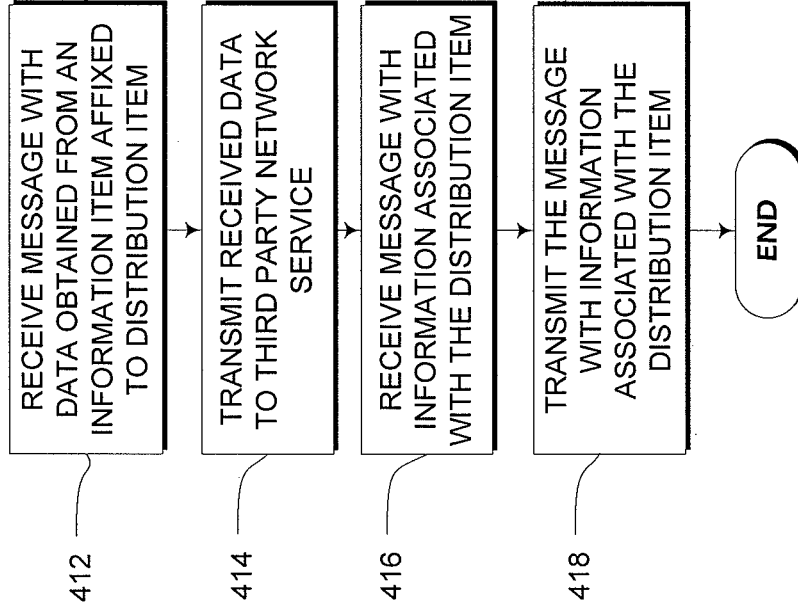 412
RECEIVE MESSAGE WITH
DATA OBTAINED FROM AN
INFORMATION ITEM AFFIXED
TO DISTRIBUTION ITEM
414
TRANSMIT RECEIVED DATA
TO THIRD PARTY NETWORK
SERVICE
416
RECEIVE MESSAGE WITH
INFORMATION ASSOCIATED
WITH THE DISTRIBUTION ITEM
418
TRANSMIT THE MESSAGE
WITH INFORMATION
ASSOCIATED WITH THE
DISTRIBUTION ITEM
END